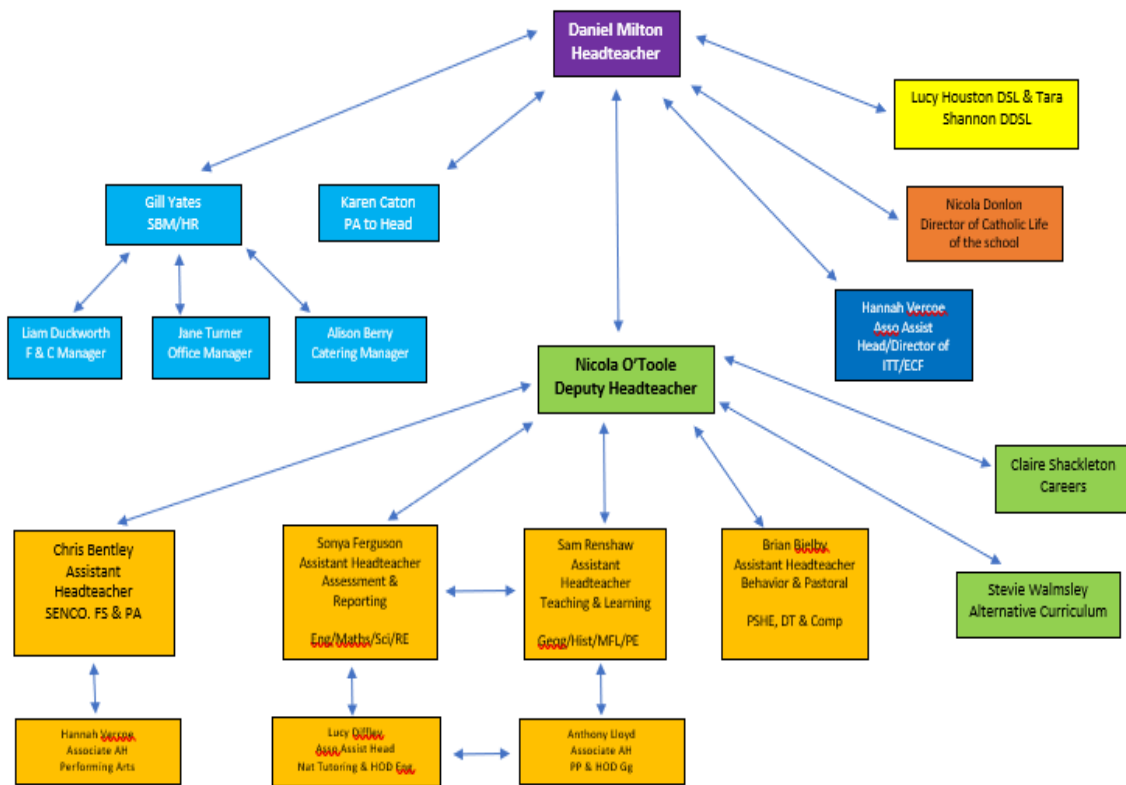 Daniel Milton
Headteacher
Lucy Houston DSL & Tara
Shannon DDSL
Gill Yates
SBM/HR
Karen Caton
PA to Head
Nicola Donlon
Director of Catholic Life
of the school
Hannah Vercoe
Asso Assist
Head/Director of
ITT/ECF
Liam Duckworth
F & C Manager
Jane Turner
Office Manager
Alison Berry
Catering Manager
Nicola O'Toole
Deputy Headteacher
Claire Shackleton
Careers
Chris Bentley
Assistant
Headteacher
SENCO. FS & PA
Sonya Ferguson
Assistant Headteacher
Assessment &
Reporting
Eng/Maths/Sci/RE
Sam Renshaw
Assistant
Headteacher
Teaching & Learning
Geog/Hist/MFL/PE
Brian Bielby
Assistant Headteacher
Behavior & Pastoral
PSHE, DT & Comp
Stevie Walmsley
Alternative Curriculum
Hannah Vercoe
Associate AH
Performing Arts
Lucy Diffley
Asso Assist Head
Nat Tutoring & HOD Eng
Anthony Lloyd
Associate AH
PP & HOD Gg